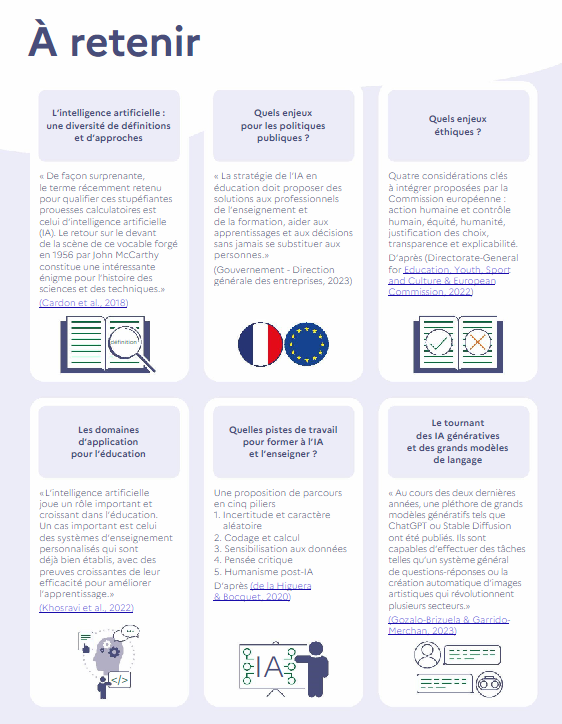 À retenir
L'intelligence artificielle :
une diversité de définitions
et d'approches
« De façon surprenante,
le terme récemment retenu
pour qualifier ces stupéfiantes
prouesses calculatoires est
celui d'intelligence artificielle
(IA). Le retour sur le devant
de la scène de ce vocable forgé
en 1956 par John McCarthy
constitue une intéressante
énigme pour l'histoire des
sciences et des techniques.»
(Cardon et al., 2018)
définition
Quels enjeux
pour les politiques
publiques ?
« La stratégie de l'IA en
éducation doit proposer des
solutions aux professionnels
de l'enseignement et
de la formation, aider aux
apprentissages et aux décisions
sans jamais se substituer aux
personnes.»
(Gouvernement - Direction
générale des entreprises, 2023)
Quels enjeux
éthiques ?
Quatre considérations clés
à intégrer proposées par la
Commission européenne :
action humaine et contrôle
humain, équité, humanité,
justification des choix,
transparence et explicabilité.
D'après (Directorate-General
for Education, Youth, Sport
and Culture & European
Commission, 2022)
Les domaines
d'application
pour l'éducation
« L'intelligence artificielle
joue un rôle important et
croissant dans l'éducation.
Un cas important est celui
des systèmes d'enseignement
personnalisés qui sont
déjà bien établis, avec des
preuves croissantes de leur
efficacité pour améliorer
l'apprentissage.»
(Khosravi et al., 2022)
</>
Quelles pistes de travail
pour former à l'IA
et l'enseigner ?
Une proposition de parcours
en cinq piliers
1. Incertitude et caractère
aléatoire
2. Codage et calcul
3. Sensibilisation aux données
4. Pensée critique
5. Humanisme post-IA
D'après (de la Higuera
& Bocquet, 2020)
IA
Le tournant
des IA génératives
et des grands modèles
de langage
« Au cours des deux dernières
années, une pléthore de grands
modèles génératifs tels que
ChatGPT ou Stable Diffusion
ont été publiés. Ils sont
capables d'effectuer des tâches
telles qu'un système général
de questions-réponses ou la
création automatique d'images
artistiques qui révolutionnent
plusieurs secteurs.»
(Gozalo-Brizuela & Garrido-
Merchan, 2023)